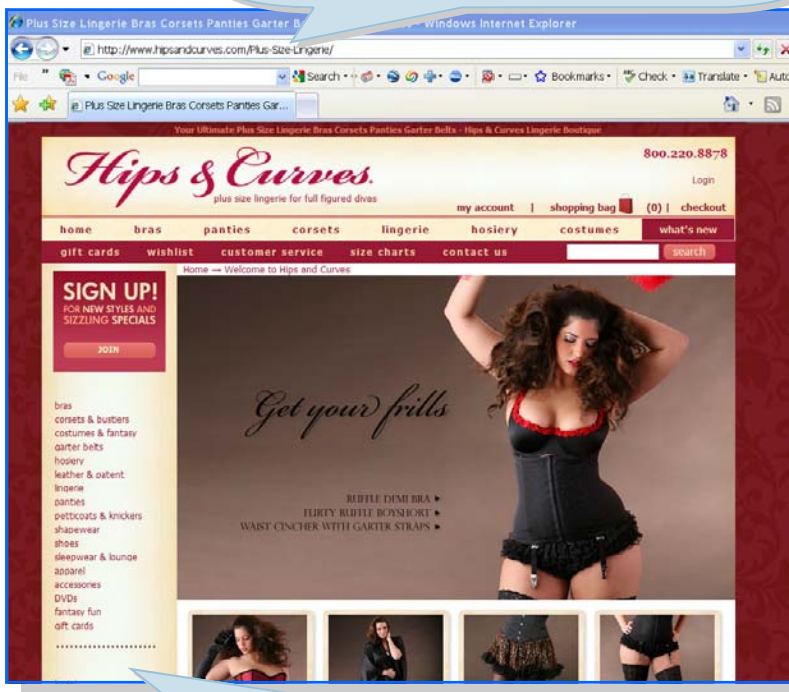 Plus Size Lingerie Bras Corsets Panties Garter B - Windows Internet Explorer
http://www.hipsandcurves.com/Plus-Size-Lingerie/
File " Google Search Bookmarks Check Translate Auto
Plus Size Lingerie Bras Corsets Panties Gar...
Your Ultimate Plus Size Lingerie Bras Corsets Panties Garter Belts - Hips & Curves Lingerie Boutique
Hips & Curves.
800.220.8878
Login
plus size lingerie for full figured divas
my account | shopping bag (0) | checkout
home bras panties corsets lingerie hosiery costumes what's new
gift cards wishlist customer service size charts contact us search
Home → Welcome to Hips and Curves
SIGN UP!
FOR NEW STYLES AND
SIZZLING SPECIALS
JOIN
bras
corsets & bustiers
costumes & fantasy
garter belts
hosiery
leather & patent
lingerie
panties
petticoats & knickers
shapewear
shoes
sleepwear & lounge
apparel
accessories
DVDs
fantasy fun
gift cards
Get your frills
RUFFLE DEMI BRA
FLIRTY RUFFLE BOYSHORT
WAIST CINCHER WITH GARTER STRAPS